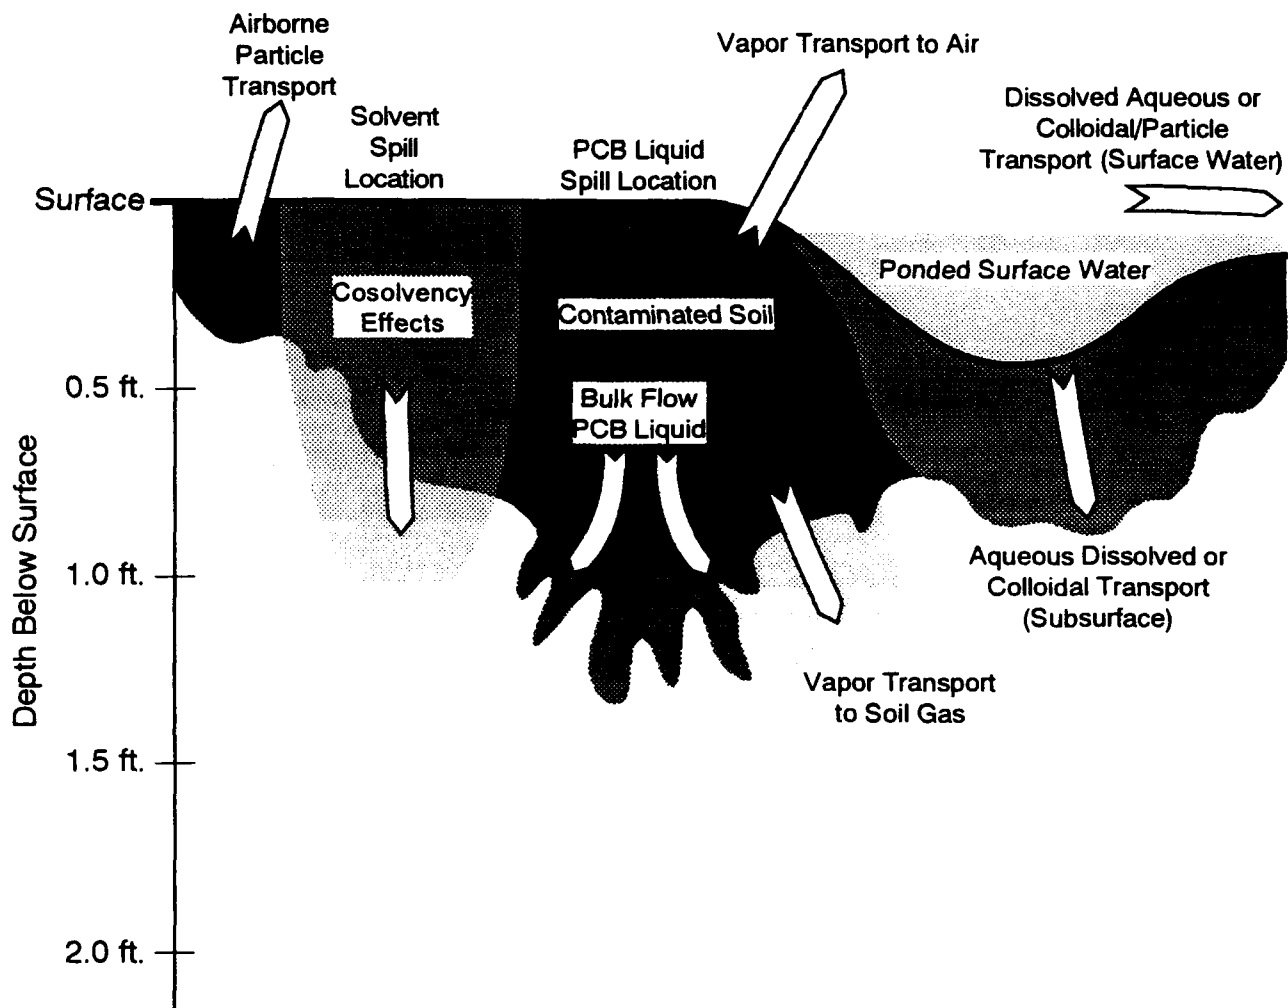 Airborne
Particle
Transport
Vapor Transport to Air
Solvent
Spill
Location
PCB Liquid
Spill Location
Dissolved Aqueous or
Colloidal/Particle
Transport (Surface Water)
Surface
Ponded Surface Water
Cosolvency
Effects
Contaminated Soil
0.5 ft.
Bulk Flow
PCB Liquid
Depth Below Surface
1.0 ft.
Aqueous Dissolved or
Colloidal Transport
(Subsurface)
Vapor Transport
to Soil Gas
1.5 ft.
2.0 ft.